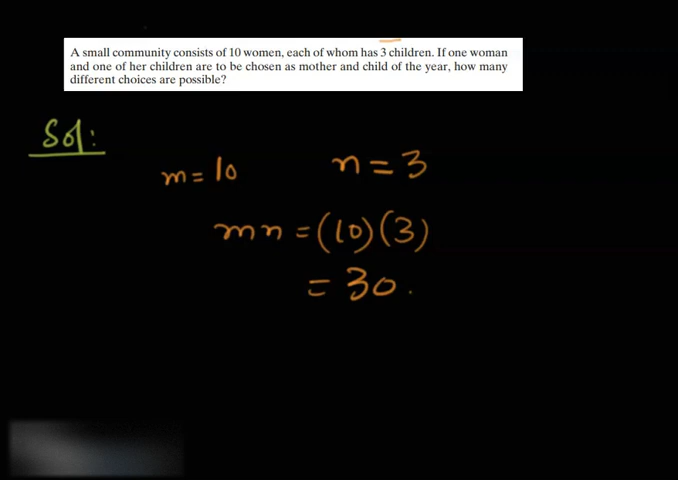 A small community consists of 10 women, each of whom has 3 children. If one woman
and one of her children are to be chosen as mother and child of the year, how many
different choices are possible?
Sol:
m = 10 n = 3
mn = (10)(3)
= 30.